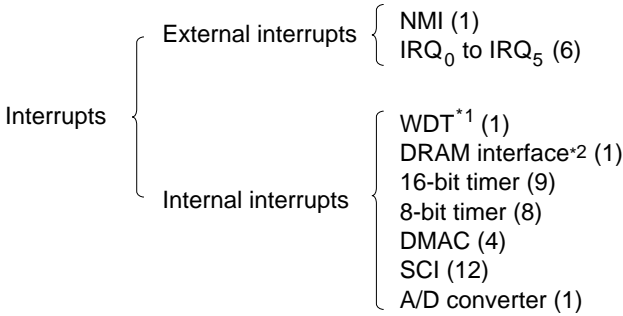 Interrupts
External interrupts
NMI (1)
IRQ₀ to IRQ₅ (6)
Internal interrupts
WDT*1 (1)
DRAM interface*2 (1)
16-bit timer (9)
8-bit timer (8)
DMAC (4)
SCI (12)
A/D converter (1)